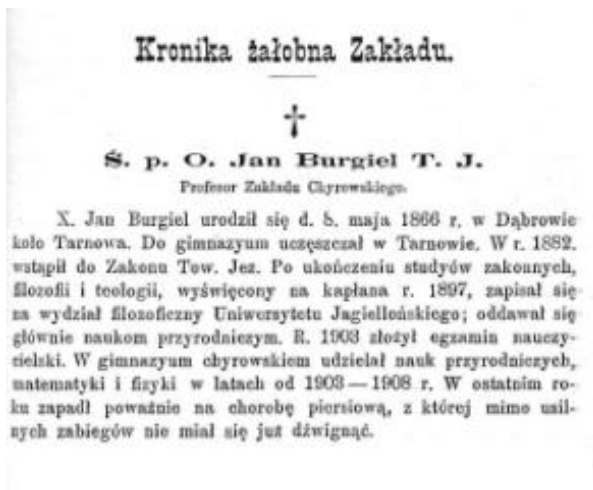 Kronika żałobna Zakładu.
†
Ś. p. O. Jan Burgiel T. J.
Profesor Zakładu Chyrowskiego.
X. Jan Burgiel urodził się d. 8. maja 1866 r. w Dąbrowie
koło Tarnowa. Do gimnazyum uczęszczał w Tarnowie. W r. 1882.
wstąpił do Zakonu Tow. Jez. Po ukończeniu studyów zakonnych,
filozofii i teologii, wyświęcony na kapłana r. 1897, zapisał się
na wydział filozoficzny Uniwersytetu Jagiellońskiego; oddawał się
głównie naukom przyrodniczym. R. 1903 złożył egzamin nauczy-
cielski. W gimnazyum chyrowskiem udzielał nauk przyrodniczych,
matematyki i fizyki w latach od 1903—1908 r. W ostatnim ro-
ku zapadł poważnie na chorobę piersiową, z której mimo usil-
nych zabiegów nie miał się już dźwignąć.